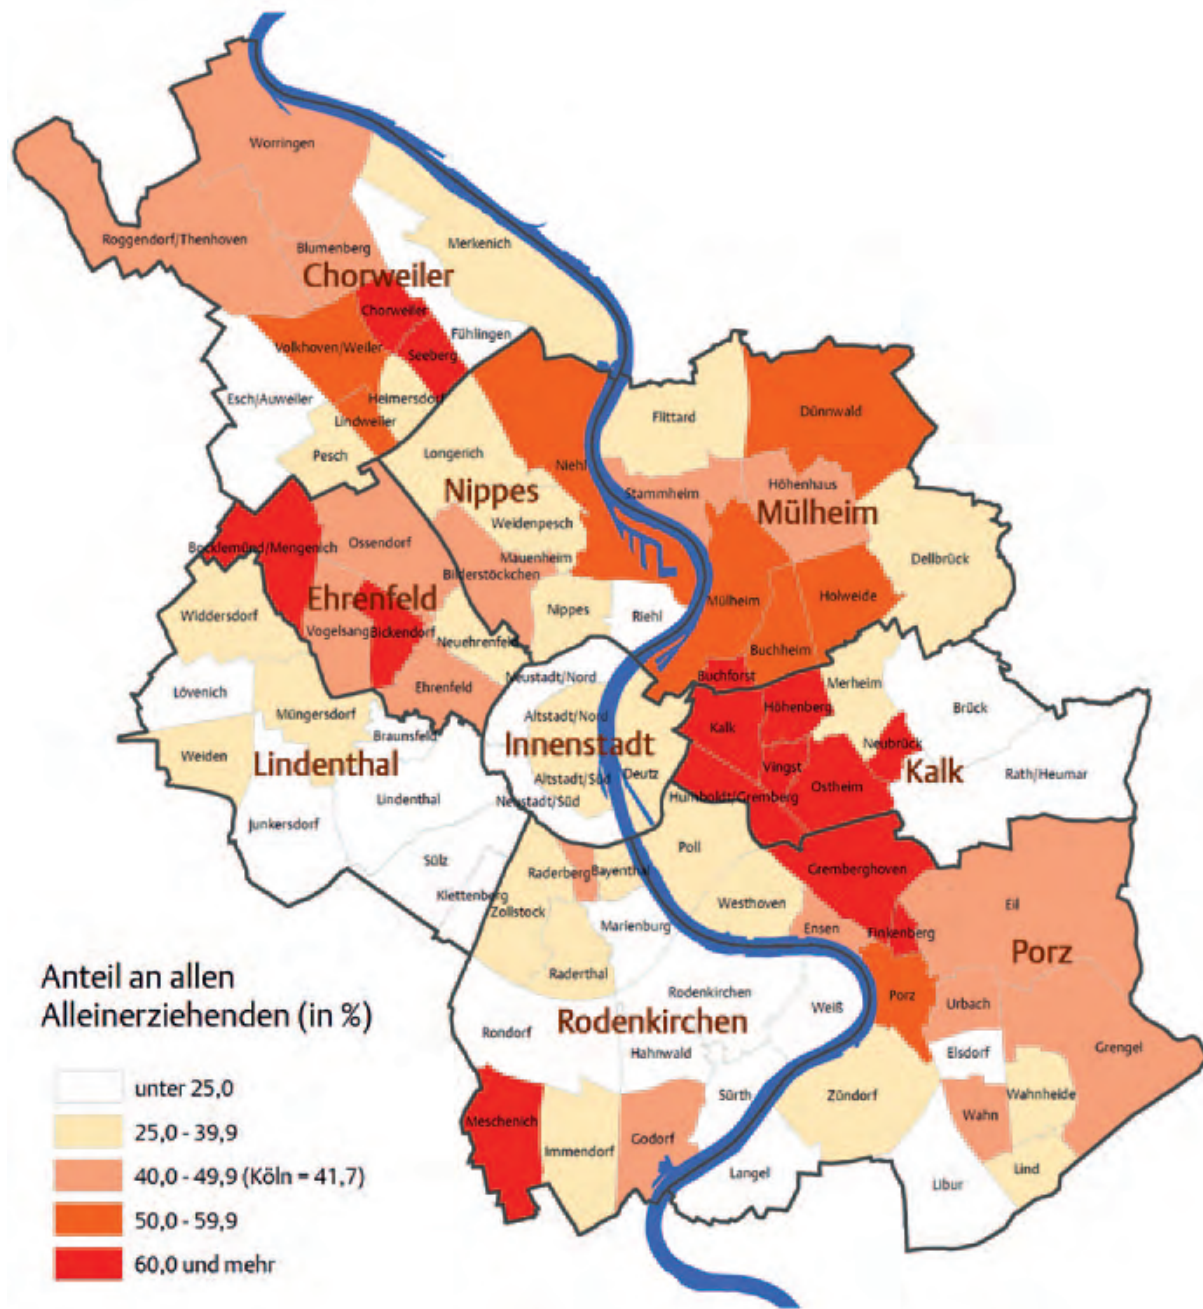 Worringen
Roggendorf/Thenhoven
Blumenberg
Merkenich
Chorweiler
Chorweiler
Fühlingen
Volkhoven/Weiler
Seeberg
Esch/Auweiler
Heimersdorf
Lindweiler
Pesch
Flittard
Dünnwald
Longerich
Niehl
Nippes
Stammheim
Höhenhaus
Mülheim
Weidenpesch
Ossendorf
Bocklemünd/Mengenich
Mauenheim
Bilderstöckchen
Dellbrück
Ehrenfeld
Nippes
Riehl
Mülheim
Holweide
Widdersdorf
Vogelsang
Bickendorf
Neuehrenfeld
Buchheim
Buchforst
Merheim
Neustadt/Nord
Ehrenfeld
Lövenich
Müngersdorf
Altstadt/Nord
Höhenberg
Kalk
Brück
Braunsfeld
Innenstadt
Neubrück
Weiden
Lindenthal
Kalk
Vingst
Rath/Heumar
Altstadt/Süd
Deutz
Ostheim
Lindenthal
Neustadt/Süd
Humboldt/Gremberg
Junkersdorf
Poll
Sülz
Raderberg
Bayenthal
Gremberghoven
Klettenberg
Zollstock
Westhoven
Eil
Marienburg
Ensen
Finkenberg
Porz
Raderthal
Rodenkirchen
Porz
Urbach
Weiß
Rodenkirchen
Rondorf
Hahnwald
Elsdorf
Grengel
Sürth
Zündorf
Wahnheide
Meschenich
Wahn
Immendorf
Godorf
Langel
Lind
Libur
Anteil an allen
Alleinerziehenden (in %)
unter 25,0
25,0 - 39,9
40,0 - 49,9 (Köln = 41,7)
50,0 - 59,9
60,0 und mehr